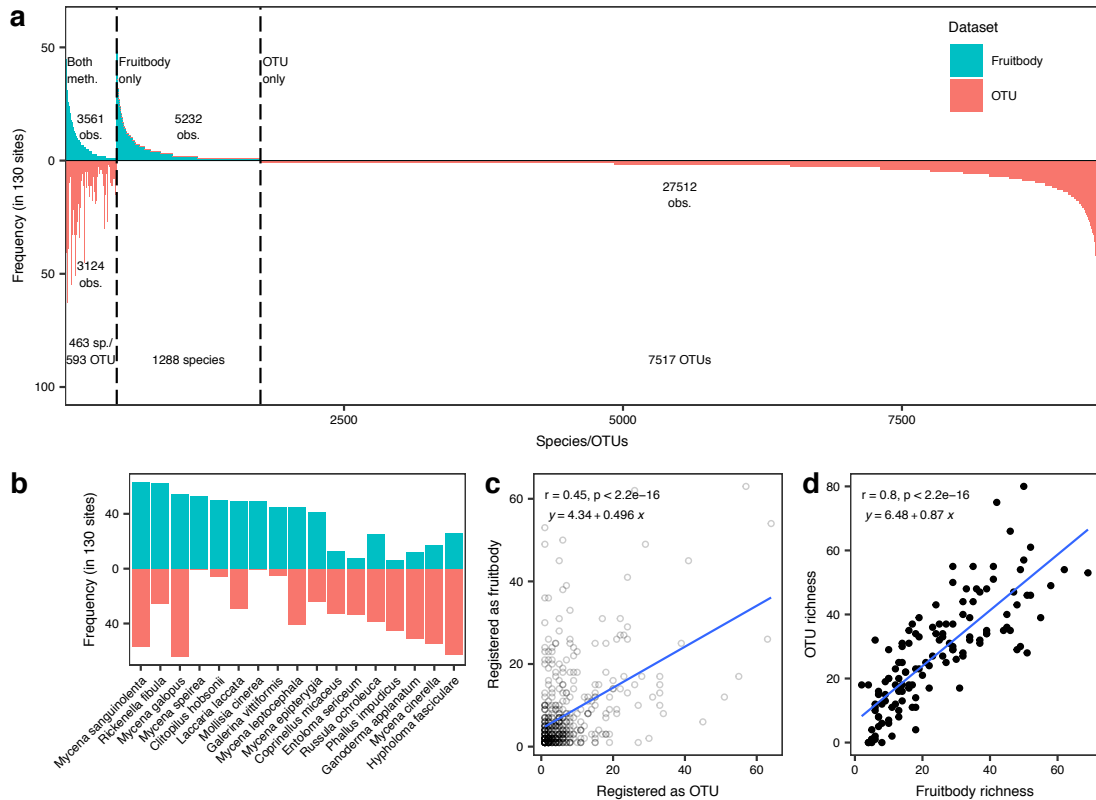 a
Frequency (in 130 sites)
50
0
50
100
Both
meth.
Fruitbody
only
OTU
only
3561
obs.
5232
obs.
27512
obs.
3124
obs.
463 sp./
593 OTU
1288 species
7517 OTUs
Dataset
Fruitbody
OTU
2500
5000
7500
Species/OTUs
b
Frequency (in 130 sites)
40
0
40
Mycena sanguinolenta
Rickenella fibula
Mycena galopus
Mycena speirea
Clitopilus hobsonii
Laccaria laccata
Mollisia cinerea
Galerina vittiformis
Mycena leptocephala
Mycena epipterygia
Coprinellus micaceus
Entoloma sericeum
Russula ochroleuca
Phallus impudicus
Ganoderma applanatum
Mycena cinerella
Hypholoma fasciculare
c
Registered as fruitbody
60
40
20
0
r = 0.45, p < 2.2e−16
y = 4.34 + 0.496 x
0
20
40
60
Registered as OTU
d
OTU richness
80
60
40
20
0
r = 0.8, p < 2.2e−16
y = 6.48 + 0.87 x
0
20
40
60
Fruitbody richness